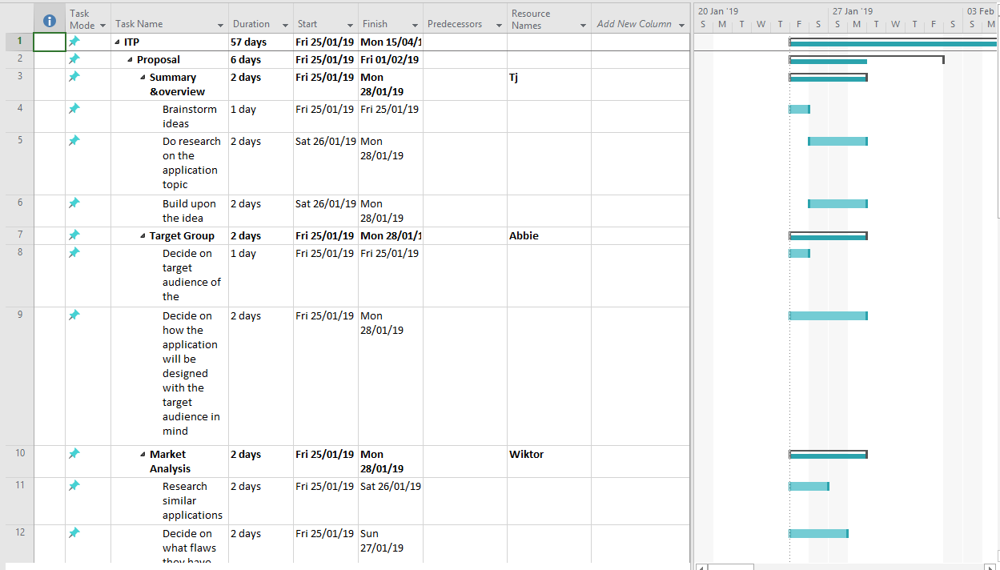 20 Jan '19 27 Jan '19 03 Feb
Task Mode Task Name Duration Start Finish Predecessors Resource Names Add New Column S M T W T F S S M T W T F S S M
1 ITP 57 days Fri 25/01/19 Mon 15/04/1
2 Proposal 6 days Fri 25/01/19 Fri 01/02/19
3 Summary 2 days Fri 25/01/19 Mon Tj
&overview 28/01/19
4 Brainstorm 1 day Fri 25/01/19 Fri 25/01/19
ideas
5 Do research 2 days Sat 26/01/19 Mon
on the 28/01/19
application
topic
6 Build upon 2 days Sat 26/01/19 Mon
the idea 28/01/19
7 Target Group 2 days Fri 25/01/19 Mon 28/01/1 Abbie
8 Decide on 1 day Fri 25/01/19 Fri 25/01/19
target
audience of
the
9 Decide on 2 days Fri 25/01/19 Mon
how the 28/01/19
application
will be
designed
with the
target
audience in
mind
10 Market 2 days Fri 25/01/19 Mon Wiktor
Analysis 28/01/19
11 Research 2 days Fri 25/01/19 Sat 26/01/19
similar
applications
12 Decide on 2 days Fri 25/01/19 Sun
what flaws 27/01/19
they have